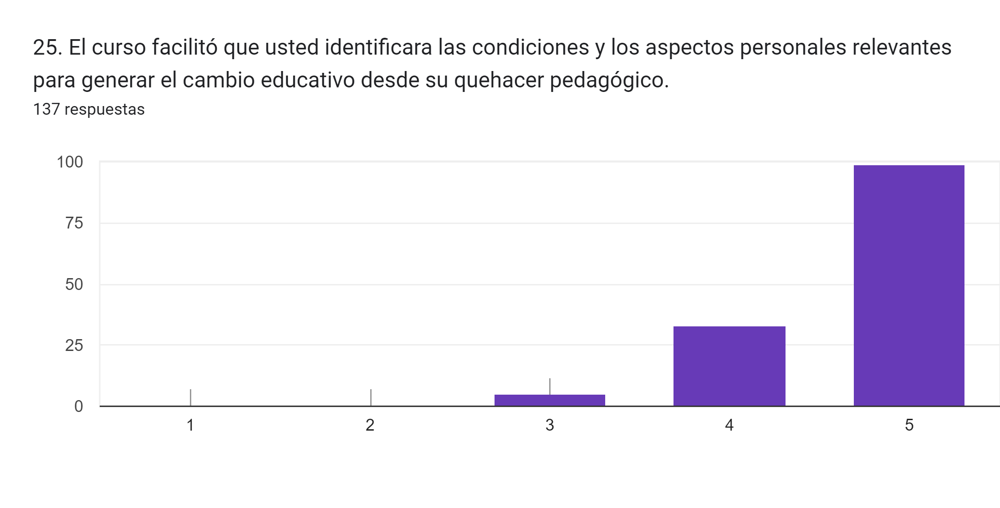 25. El curso facilitó que usted identificara las condiciones y los aspectos personales relevantes
para generar el cambio educativo desde su quehacer pedagógico.
137 respuestas
100
75
50
25
0
1 2 3 4 5